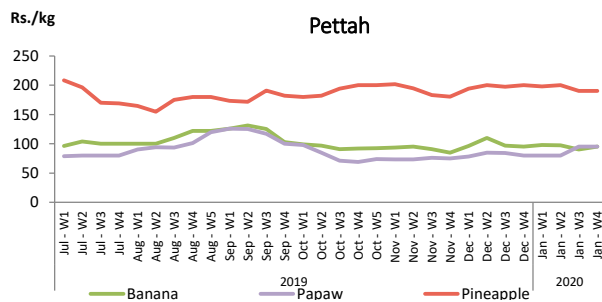 Rs./kg
Pettah
250
200
150
100
50
0
Jul - W1
Jul - W2
Jul - W3
Jul - W4
Aug - W1
Aug - W2
Aug - W3
Aug - W4
Aug - W5
Sep - W1
Sep - W2
Sep - W3
Sep - W4
Oct - W1
Oct - W2
Oct - W3
Oct - W4
Oct - W5
Nov - W1
Nov - W2
Nov - W3
Nov - W4
Dec - W1
Dec - W2
Dec - W3
Dec - W4
Jan - W1
Jan - W2
Jan - W3
Jan - W4
2019 2020
Banana Papaw Pineapple